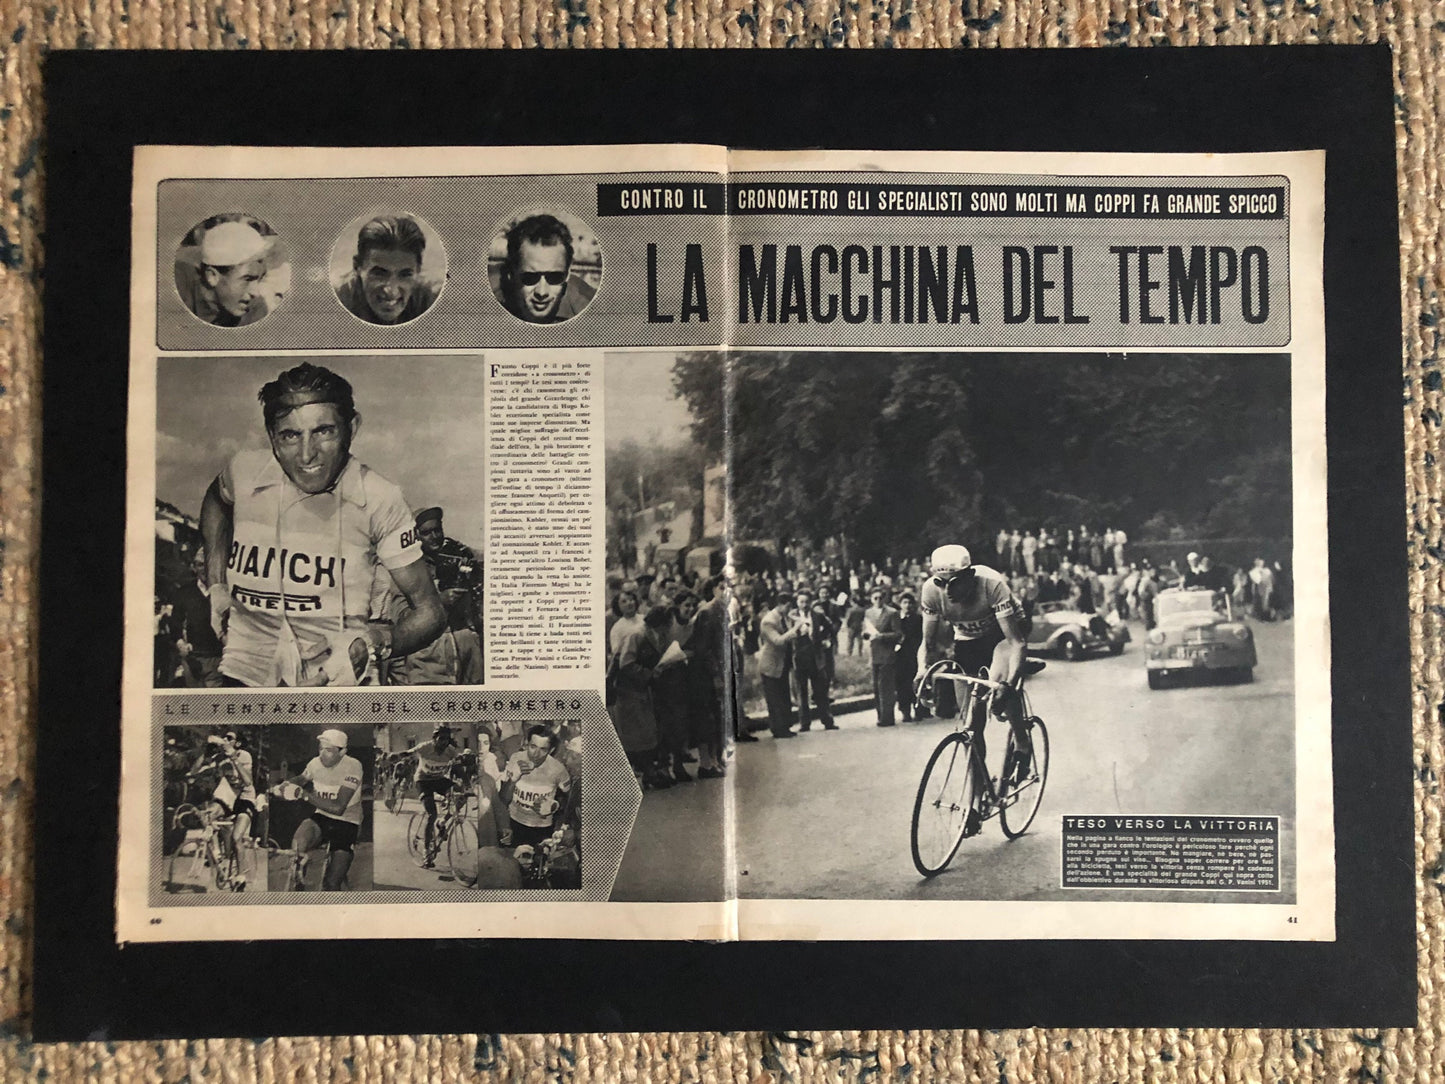 CONTRO IL CRONOMETRO GLI SPECIALISTI SONO MOLTI MA COPPI FA GRANDE SPICCO
LA MACCHINA DEL TEMPO
BIANCHI
BIA
PIRELLI
Fausto Coppi è il più forte
corridore « a cronometro » di
tutti i tempi? Le tesi sono contro-
verse: c'è chi rammenta gli ex-
ploits del grande Girardengo; chi
pone la candidatura di Hugo Ko-
blet eccezionale specialista come
tante sue imprese dimostrano. Ma
quale miglior suffragio dell'eccel-
lenza di Coppi del record mon-
diale dell'ora, la più bruciante e
straordinaria delle battaglie con-
tro il cronometro? Grandi cam-
pioni tuttavia sono al varco ad
ogni gara a cronometro (ultimo
nell'ordine di tempo il dicianno-
venne francese Anquetil) per co-
gliere ogni attimo di debolezza o
di offuscamento di forma del cam-
pionissimo. Kubler, ormai un po'
invecchiato, è stato uno dei suoi
più accaniti avversari soppiantato
dal connazionale Koblet. E accan-
to ad Anquetil tra i francesi è
da porre senz'altro Louison Bobet,
veramente pericoloso nella spe-
cialità quando la vena lo assiste.
In Italia Fiorenzo Magni ha le
migliori « gambe a cronometro »
da opporre a Coppi per i per-
corsi piani e Fornara e Astrua
sono avversari di grande spicco
su percorsi misti. Il Faustissimo
in forma li tiene a bada tutti nei
giorni brillanti e tante vittorie in
corse a tappe e su « classiche »
(Gran Premio Vanini e Gran Pre-
mio delle Nazioni) stanno a di-
mostrarlo.
LE TENTAZIONI DEL CRONOMETRO
BIANCHI
BIANCHI
TESO VERSO LA VITTORIA
Nella pagina a fianco le tentazioni del cronometro ovvero quello
che in una gara contro l'orologio è pericoloso fare perché ogni
secondo perduto è importante. Nè mangiare, nè bere, nè pas-
sarsi la spugna sul viso... Bisogna saper correre per ore fusi
alla bicicletta, tesi verso la vittoria senza rompere la cadenza
dell'azione. È una specialità del grande Coppi qui sopra colto
dall'obbiettivo durante la vittoriosa disputa del G. P. Vanini 1951.
40
41